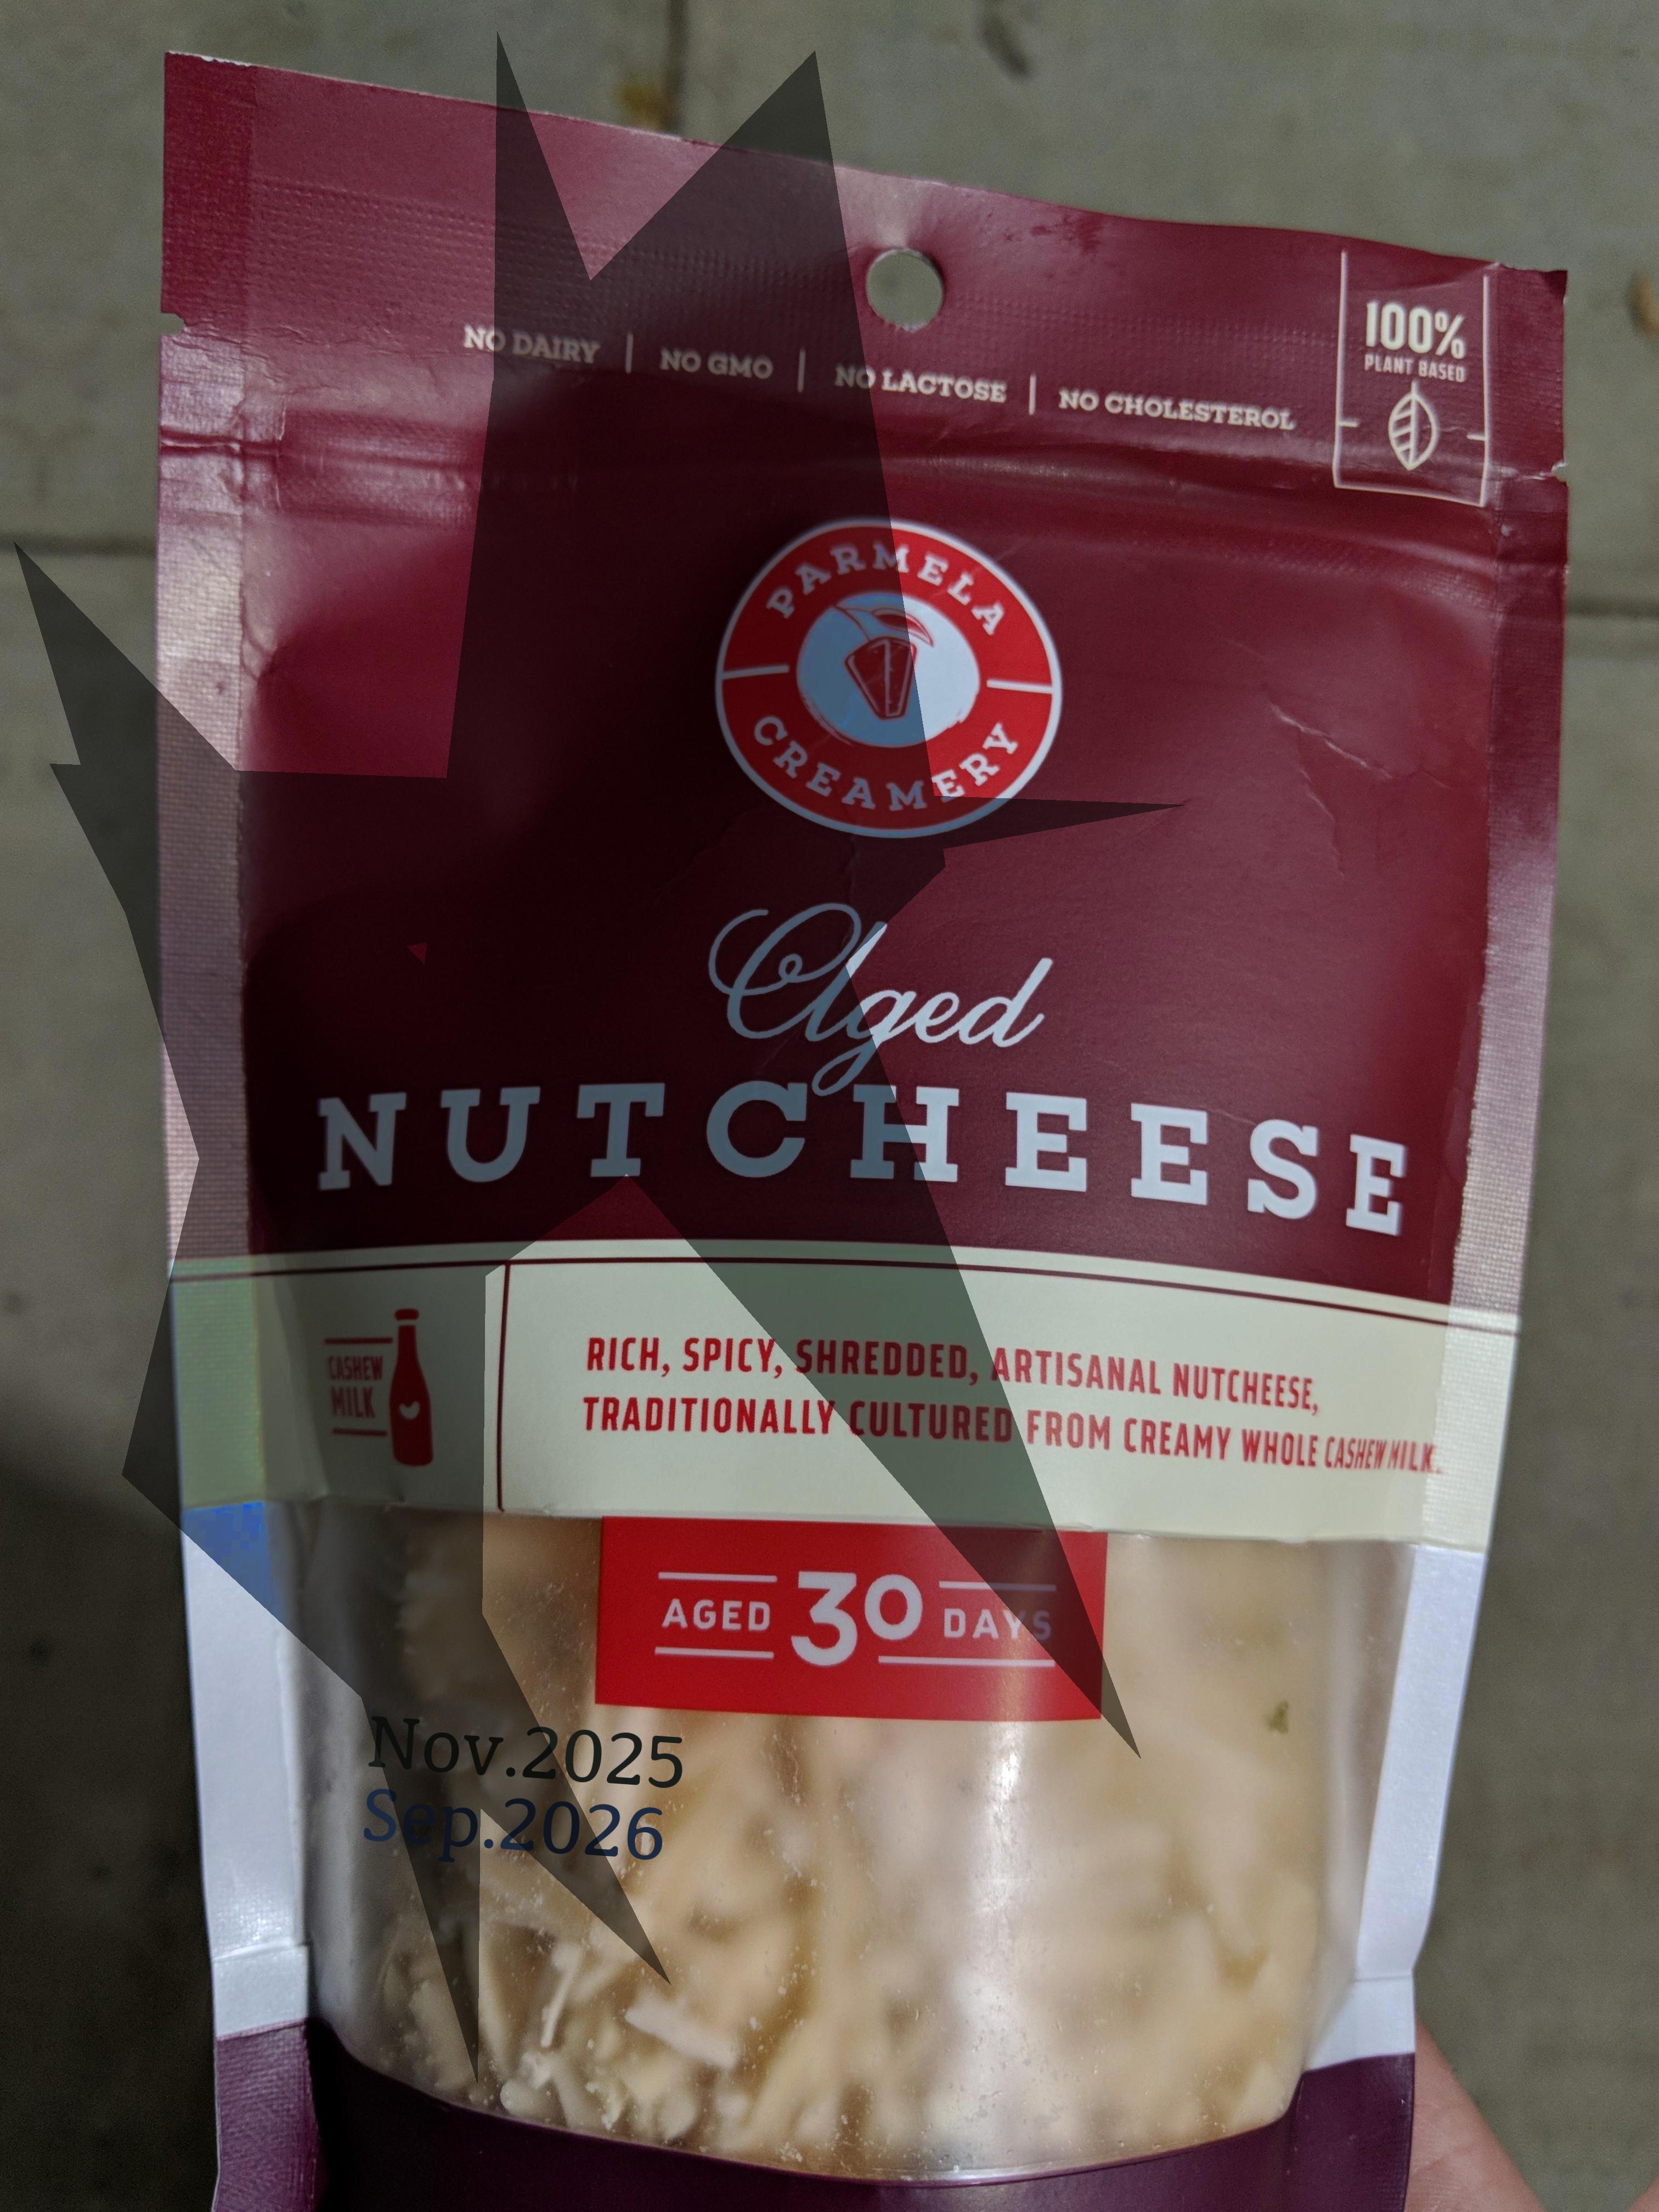 NO DAIRY | NO GMO | NO LACTOSE | NO CHOLESTEROL
100%
PLANT BASED
PARMELA
CREAMERY
Aged
NUTCHEESE
CASHEW
MILK
RICH, SPICY, SHREDDED, ARTISANAL NUTCHEESE,
TRADITIONALLY CULTURED FROM CREAMY WHOLE CASHEW MILK.
AGED 30 DAYS
Nov.2025
Sep.2026